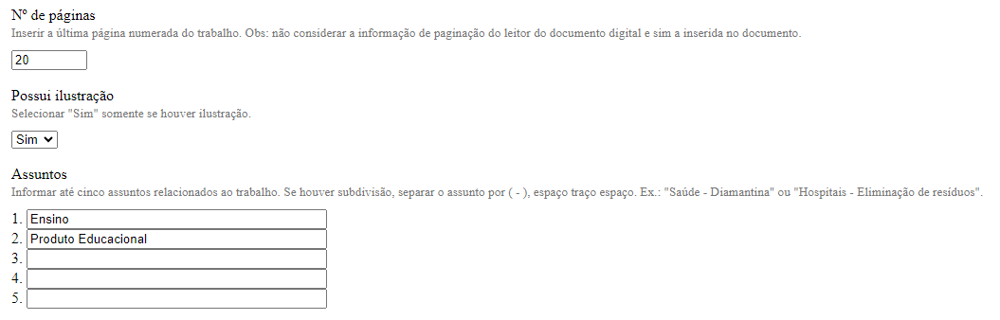 Nº de páginas
Inserir a última página numerada do trabalho. Obs: não considerar a informação de paginação do leitor do documento digital e sim a inserida no documento.
20
Possui ilustração
Selecionar "Sim" somente se houver ilustração.
Sim
Assuntos
Informar até cinco assuntos relacionados ao trabalho. Se houver subdivisão, separar o assunto por ( - ), espaço traço espaço. Ex.: "Saúde - Diamantina" ou "Hospitais - Eliminação de resíduos".
1. Ensino
2. Produto Educacional
3.
4.
5.